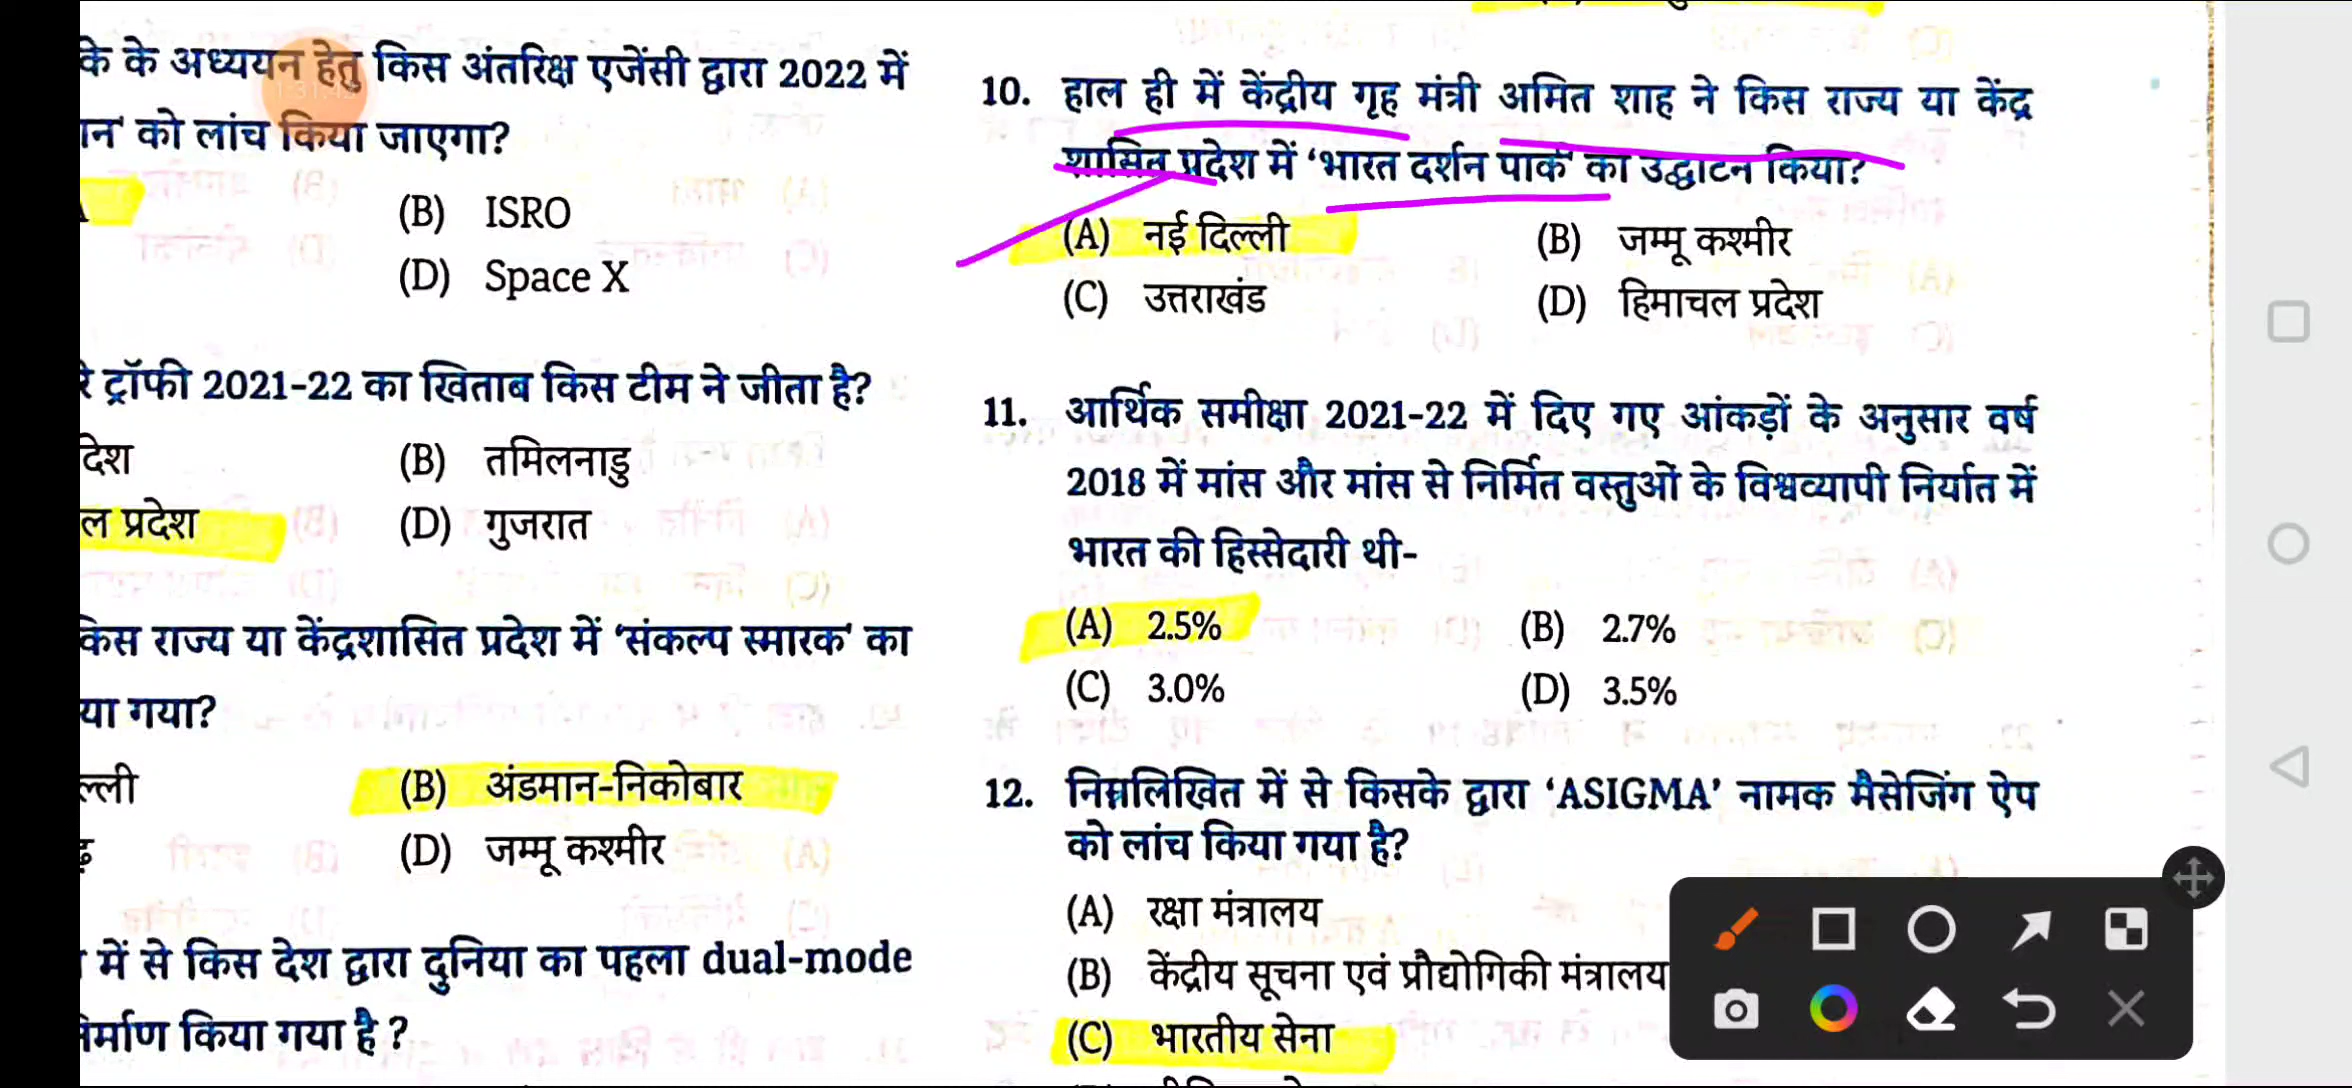 के के अध्ययन हेतु किस अंतरिक्ष एजेंसी द्वारा 2022 में
को लांच किया जाएगा?
(B) ISRO
(D) Space X
ट्रॉफी 2021-22 का खिताब किस टीम ने जीता है?
(B) तमिलनाडु
प्रदेश
(D) गुजरात
किस राज्य या केंद्रशासित प्रदेश में ‘संकल्प स्मारक’ का
या गया?
(B) अंडमान-निकोबार
(D) जम्मू कश्मीर
में से किस देश द्वारा दुनिया का पहला dual-mode
किया गया है ?
10. हाल ही में केंद्रीय गृह मंत्री अमित शाह ने किस राज्य या केंद्र
शासित प्रदेश में ‘भारत दर्शन पार्क’ का उद्घाटन किया?
(A) नई दिल्ली
(B) जम्मू कश्मीर
(C) उत्तराखंड
(D) हिमाचल प्रदेश
11. आर्थिक समीक्षा 2021-22 में दिए गए आंकड़ों के अनुसार वर्ष
2018 में मांस और मांस से निर्मित वस्तुओं के विश्वव्यापी निर्यात में
भारत की हिस्सेदारी थी-
(A) 2.5%
(B) 2.7%
(C) 3.0%
(D) 3.5%
12. निम्नलिखित में से किसके द्वारा ‘ASIGMA’ नामक मैसेजिंग ऐप
को लांच किया गया है?
(A) रक्षा मंत्रालय
(B) केंद्रीय सूचना एवं प्रौद्योगिकी मंत्रालय
(C) भारतीय सेना